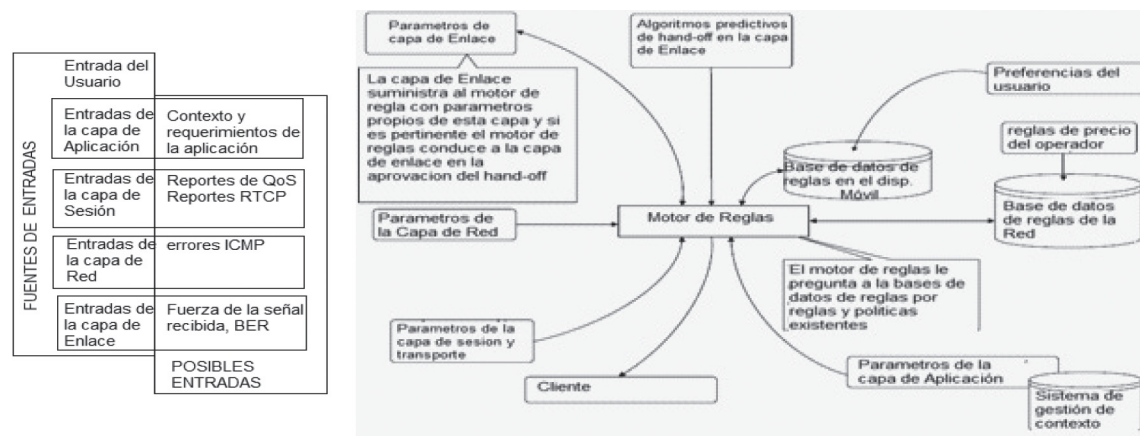 FUENTES DE ENTRADAS
Entrada del
Usuario
Entradas de
la capa de
Aplicación
Contexto y
requerimientos de
la aplicación
Entradas de
la capa de
Sesión
Reportes de QoS
Reportes RTCP
Entradas de
la capa de
Red
errores ICMP
Entradas de
la capa de
Enlace
Fuerza de la señal
recibida, BER
POSIBLES
ENTRADAS
Parametros de
capa de Enlace
Algoritmos predictivos
de hand-off en la capa
de Enlace
La capa de Enlace
suministra al motor de
regla con parametros
propios de esta capa y si
es pertinente el motor de
reglas conduce a la capa
de enlace en la
aprovacion del hand-off
Preferencias del
usuario
reglas de precio
del operador
Base de datos de
reglas en el disp.
Móvil
Base de datos
de reglas de la
Red
Parametros de
la Capa de Red
Motor de Reglas
El motor de reglas le
pregunta a la bases de
datos de reglas por
reglas y politicas
existentes
Parametros de la
capa de sesion y
transporte
Cliente
Parametros de la
capa de Aplicación
Sistema de
gestión de
contexto